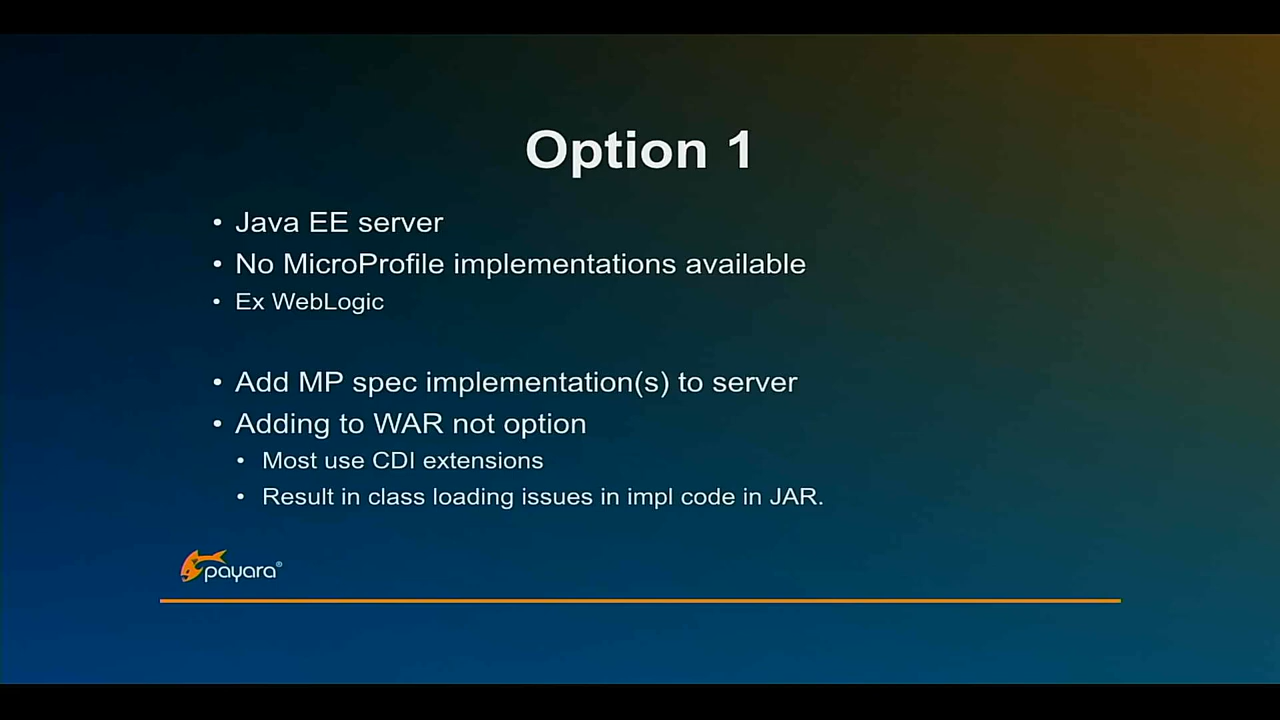 Option 1
• Java EE server
• No MicroProfile implementations available
• Ex WebLogic
• Add MP spec implementation(s) to server
• Adding to WAR not option
• Most use CDI extensions
• Result in class loading issues in impl code in JAR.
payara®